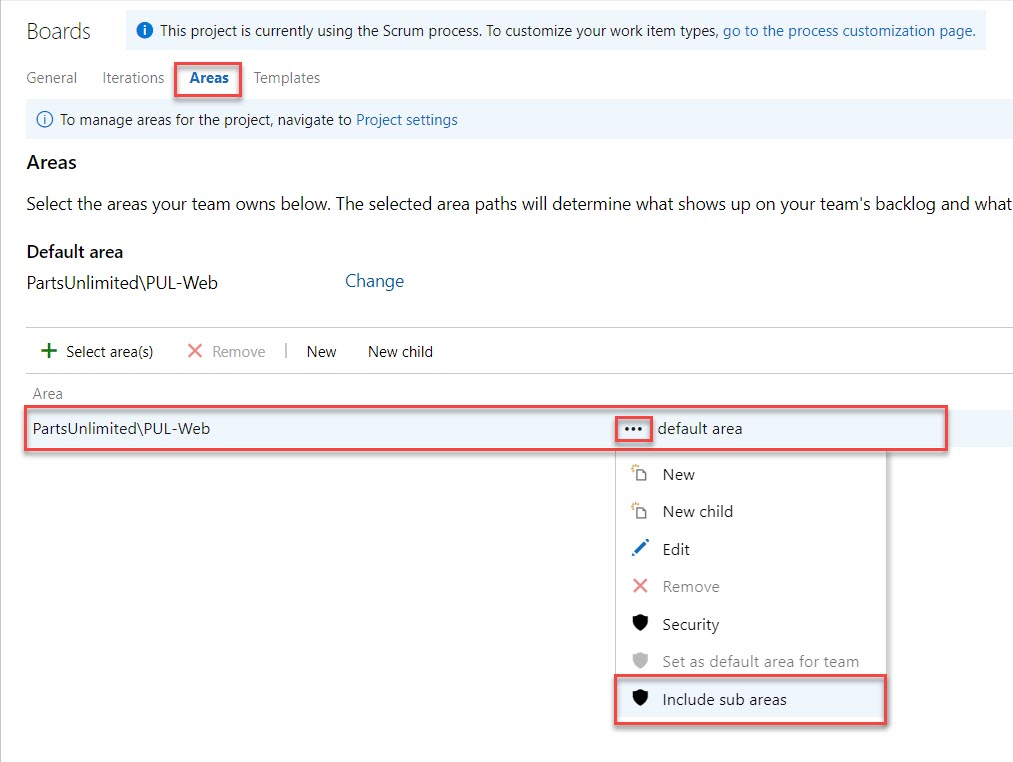 Boards
This project is currently using the Scrum process. To customize your work item types, go to the process customization page.
General Iterations Areas Templates
To manage areas for the project, navigate to Project settings
Areas
Select the areas your team owns below. The selected area paths will determine what shows up on your team's backlog and what
Default area
PartsUnlimited\PUL-Web Change
Select area(s) Remove | New New child
Area
PartsUnlimited\PUL-Web ••• default area
New
New child
Edit
Remove
Security
Set as default area for team
Include sub areas